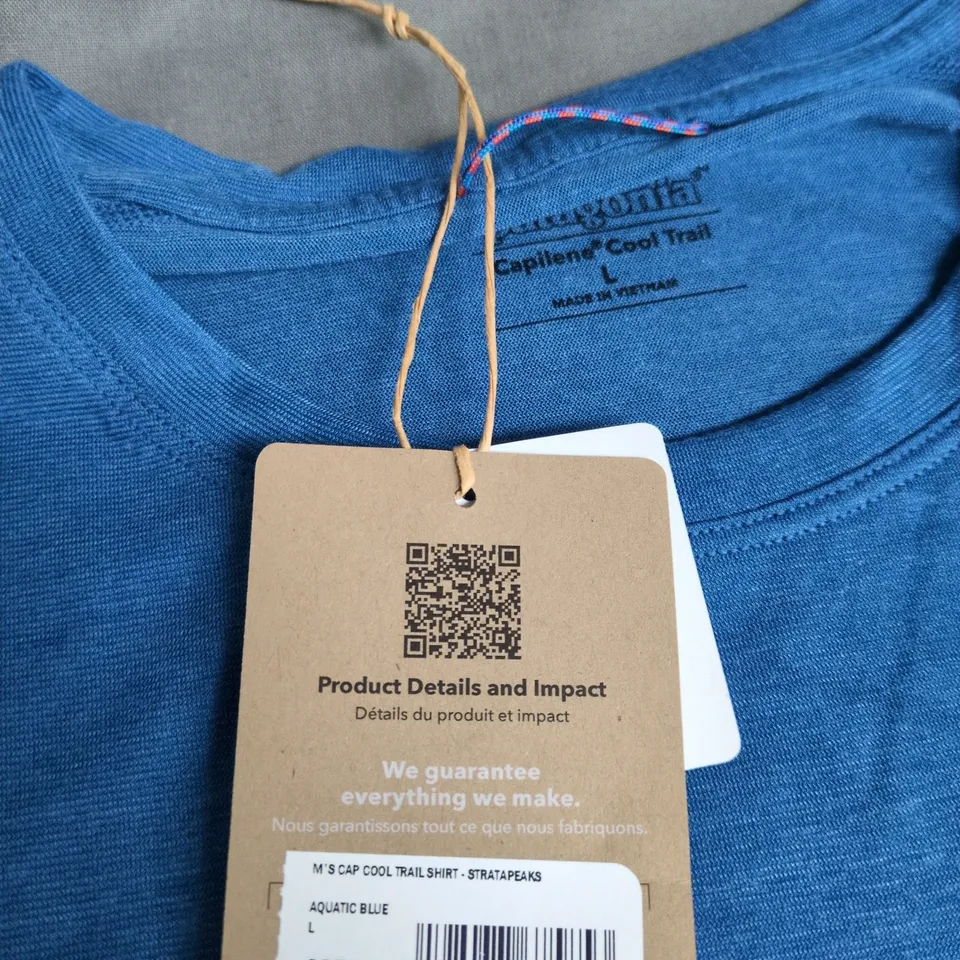 patagonia®
Capilene® Cool Trail
L
MADE IN VIETNAM
Product Details and Impact
Détails du produit et impact
We guarantee
everything we make.
Nous garantissons tout ce que nous fabriquons.
M'S CAP COOL TRAIL SHIRT - STRATAPEAKS
AQUATIC BLUE
L